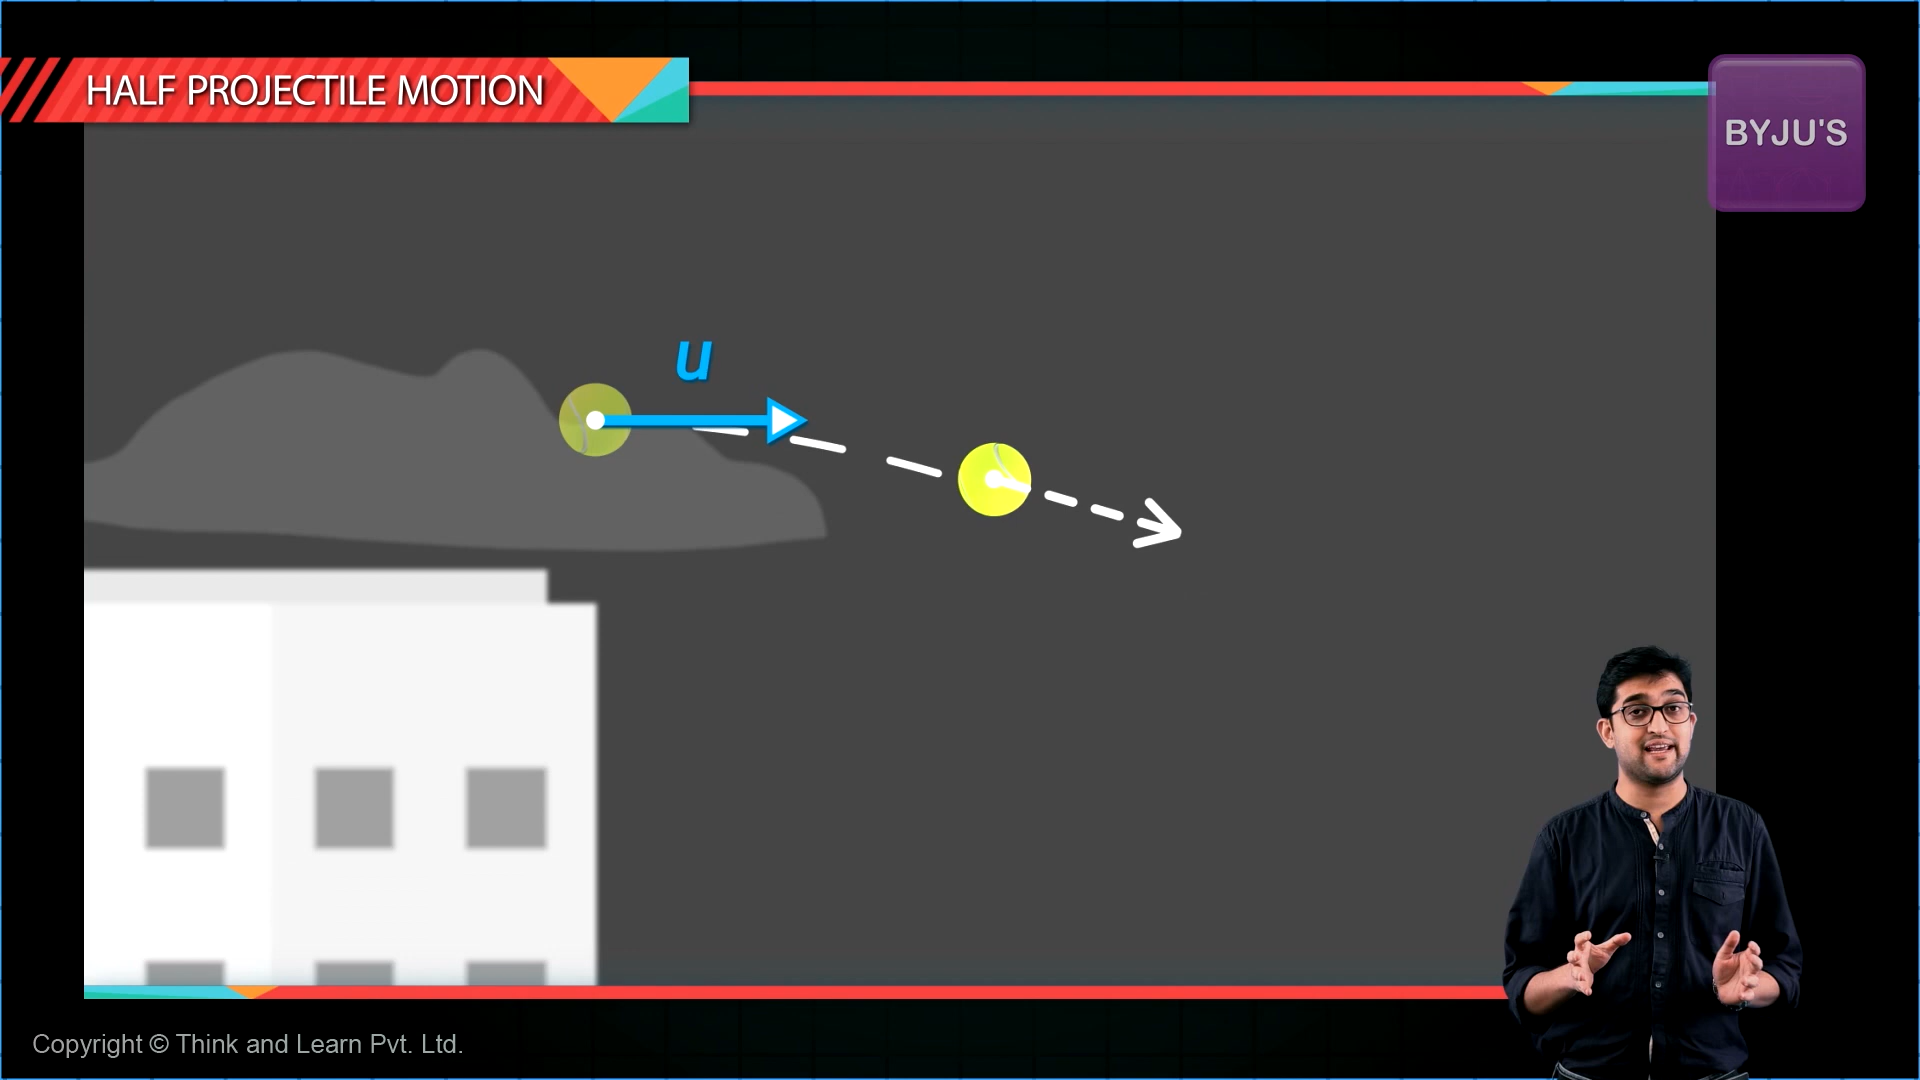 HALF PROJECTILE MOTION
BYJU'S
u
Copyright © Think and Learn Pvt. Ltd.